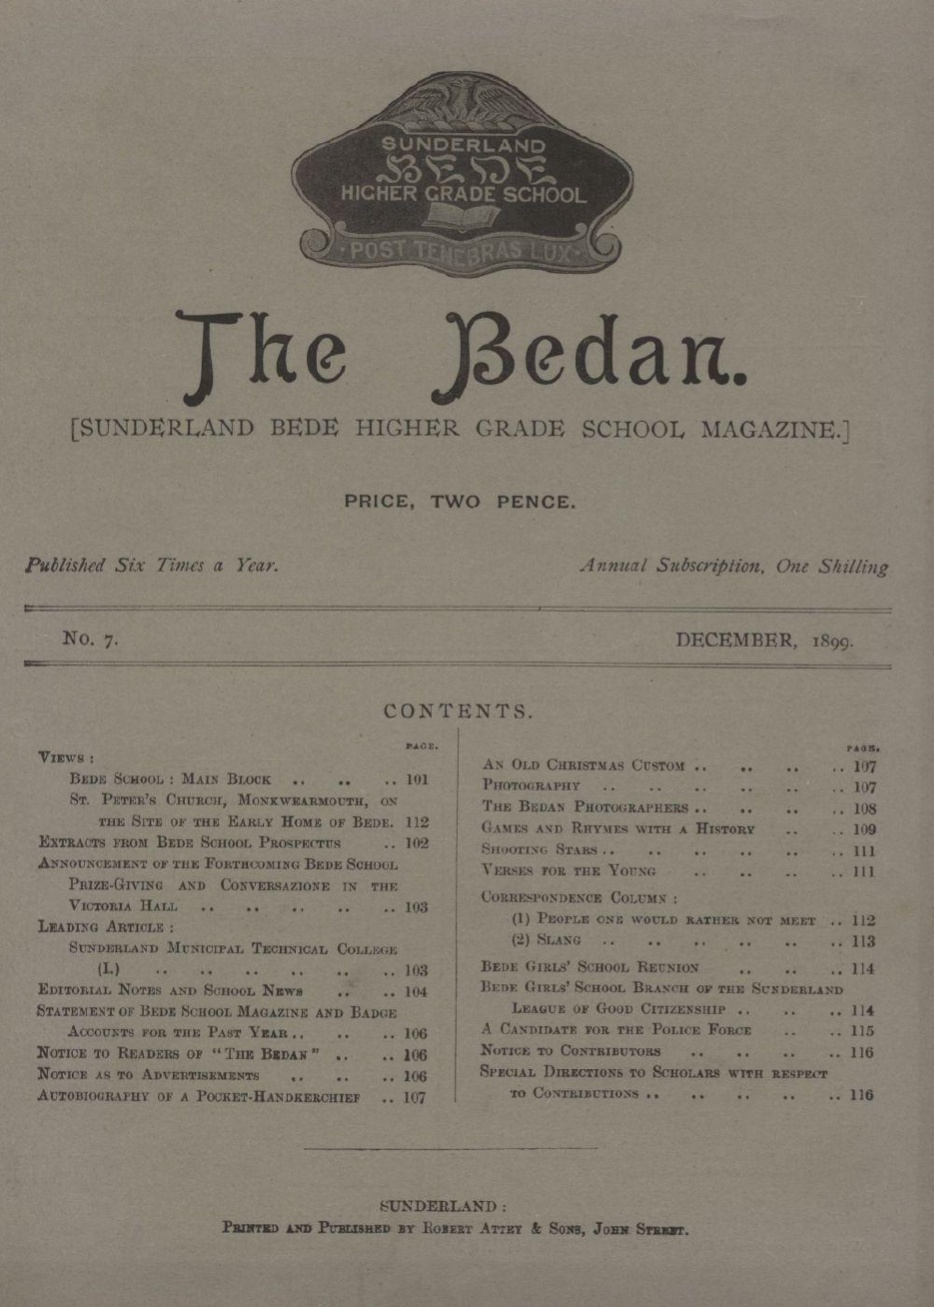 SUNDERLAND
BEDE
HIGHER GRADE SCHOOL
·POST TENEBRAS LUX·
The Bedan.
[SUNDERLAND BEDE HIGHER GRADE SCHOOL MAGAZINE.]
PRICE, TWO PENCE.
Published Six Times a Year. Annual Subscription, One Shilling
No. 7. DECEMBER, 1899.
CONTENTS.
PAGE.
VIEWS :
BEDE SCHOOL : MAIN BLOCK .. .. .. 101
ST. PETER'S CHURCH, MONKWEARMOUTH, ON
THE SITE OF THE EARLY HOME OF BEDE. 112
EXTRACTS FROM BEDE SCHOOL PROSPECTUS .. 102
ANNOUNCEMENT OF THE FORTHCOMING BEDE SCHOOL
PRIZE-GIVING AND CONVERSAZIONE IN THE
VICTORIA HALL .. .. .. .. .. 103
LEADING ARTICLE :
SUNDERLAND MUNICIPAL TECHNICAL COLLEGE
(I.) .. .. .. .. .. .. 103
EDITORIAL NOTES AND SCHOOL NEWS .. .. 104
STATEMENT OF BEDE SCHOOL MAGAZINE AND BADGE
ACCOUNTS FOR THE PAST YEAR .. .. .. 106
NOTICE TO READERS OF "THE BEDAN" .. .. 106
NOTICE AS TO ADVERTISEMENTS .. .. .. 106
AUTOBIOGRAPHY OF A POCKET-HANDKERCHIEF .. 107
PAGE.
AN OLD CHRISTMAS CUSTOM .. .. .. .. 107
PHOTOGRAPHY .. .. .. .. .. 107
THE BEDAN PHOTOGRAPHERS .. .. .. .. 108
GAMES AND RHYMES WITH A HISTORY .. .. 109
SHOOTING STARS .. .. .. .. .. .. 111
VERSES FOR THE YOUNG .. .. .. .. 111
CORRESPONDENCE COLUMN :
(1) PEOPLE ONE WOULD RATHER NOT MEET .. 112
(2) SLANG .. .. .. .. .. .. 113
BEDE GIRLS' SCHOOL REUNION .. .. .. 114
BEDE GIRLS' SCHOOL BRANCH OF THE SUNDERLAND
LEAGUE OF GOOD CITIZENSHIP .. .. .. 114
A CANDIDATE FOR THE POLICE FORCE .. .. 115
NOTICE TO CONTRIBUTORS .. .. .. .. 116
SPECIAL DIRECTIONS TO SCHOLARS WITH RESPECT
TO CONTRIBUTIONS .. .. .. .. .. 116
SUNDERLAND :
PRINTED AND PUBLISHED BY ROBERT ATTEY & SONS, JOHN STREET.